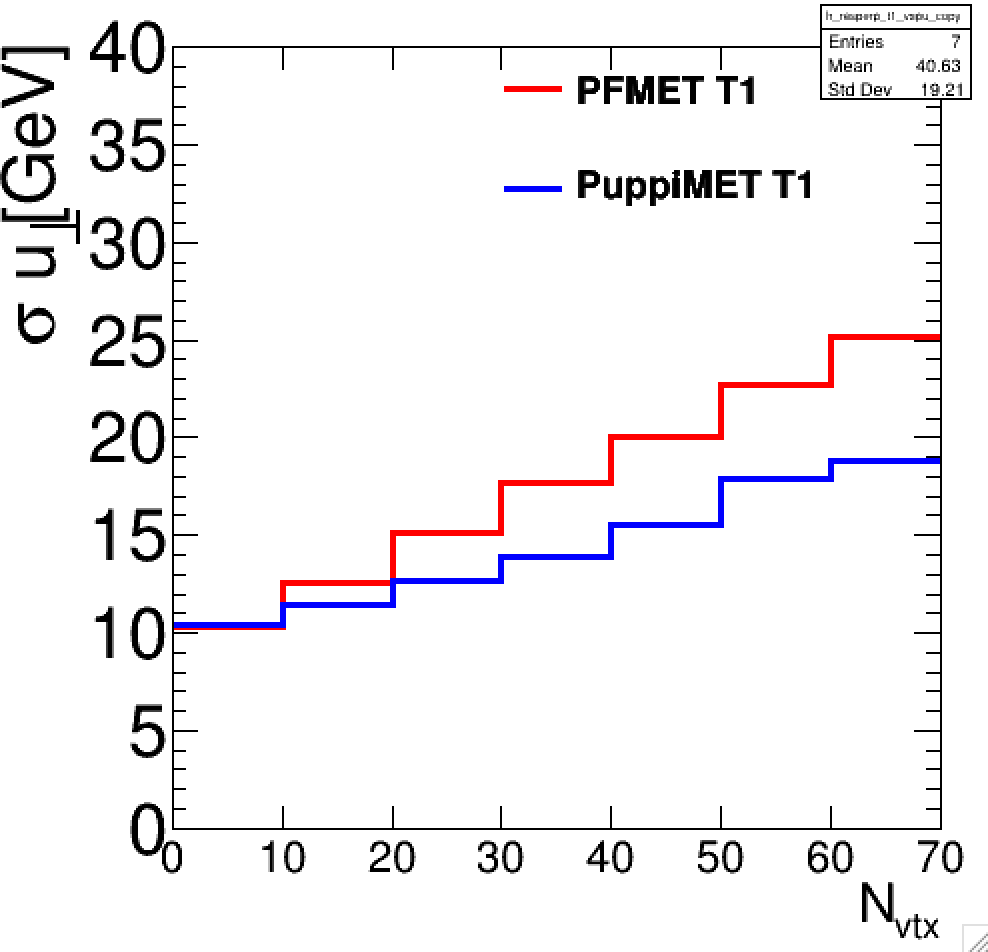 h_resperp_t1_vspu_copy
Entries 7
Mean 40.63
Std Dev 19.21
PFMET T1
PuppiMET T1
σ u⊥[GeV]
40
35
30
25
20
15
10
5
0
0 10 20 30 40 50 60 70
Nvtx